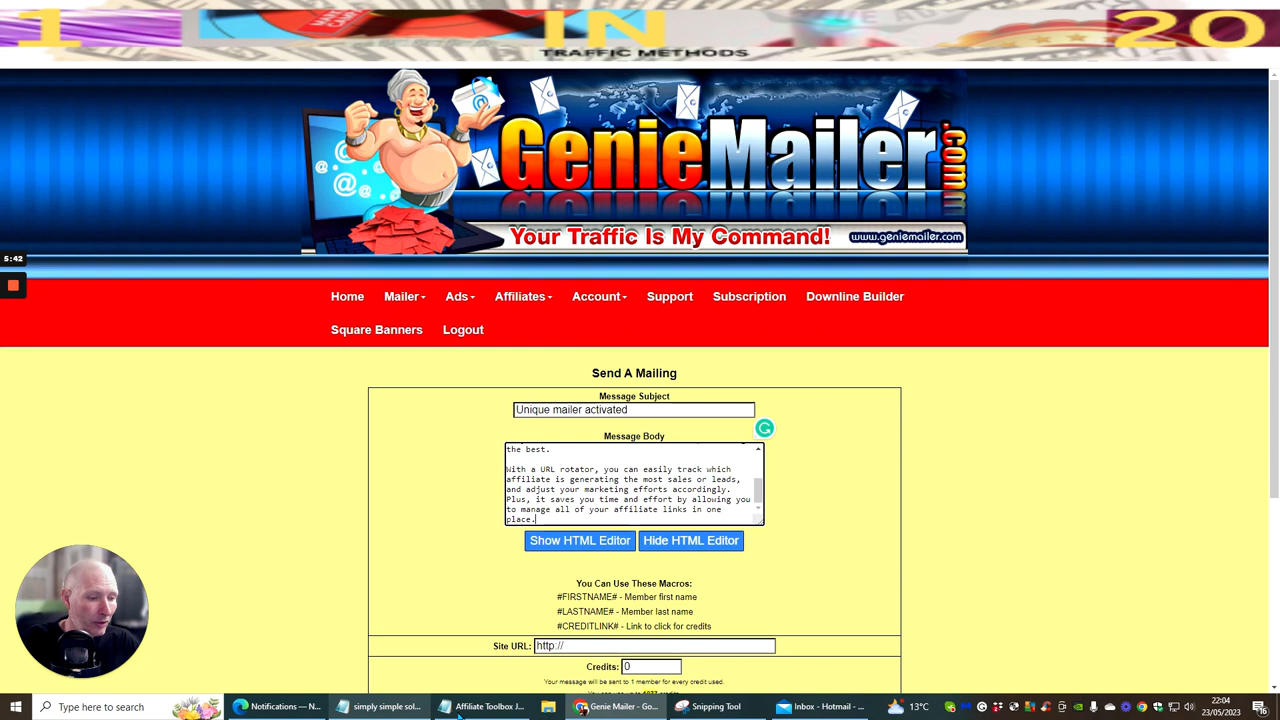 1 IN 20
TRAFFIC METHODS
GenieMailer.com
Your Traffic Is My Command!
www.geniemailer.com
5:42
Home Mailer Ads Affiliates Account Support Subscription Downline Builder
Square Banners Logout
Send A Mailing
Message Subject
Unique mailer activated
Message Body
the best.
With a URL rotator, you can easily track which
affiliate is generating the most sales or leads,
and adjust your marketing efforts accordingly.
Plus, it saves you time and effort by allowing you
to manage all of your affiliate links in one
place.
Show HTML Editor Hide HTML Editor
You Can Use These Macros:
#FIRSTNAME# - Member first name
#LASTNAME# - Member last name
#CREDITLINK# - Link to click for credits
Site URL: http://
Credits: 0
Your message will be sent to 1 member for every credit used.
Type here to search
Notifications — N...
simply simple sol...
Affiliate Toolbox J...
Genie Mailer - Go...
Snipping Tool
Inbox - Hotmail - ...
13°C
22:04
23/05/2023
16